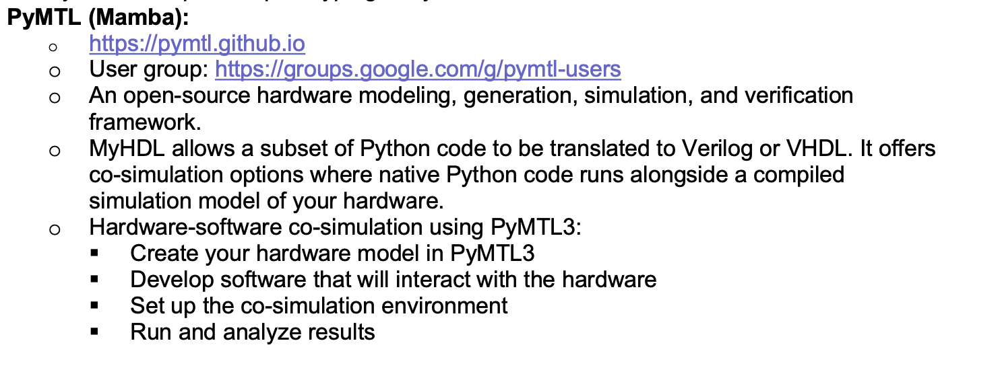 PyMTL (Mamba):
○ https://pymtl.github.io
○ User group: https://groups.google.com/g/pymtl-users
○ An open-source hardware modeling, generation, simulation, and verification
framework.
○ MyHDL allows a subset of Python code to be translated to Verilog or VHDL. It offers
co-simulation options where native Python code runs alongside a compiled
simulation model of your hardware.
○ Hardware-software co-simulation using PyMTL3:
▪ Create your hardware model in PyMTL3
▪ Develop software that will interact with the hardware
▪ Set up the co-simulation environment
▪ Run and analyze results